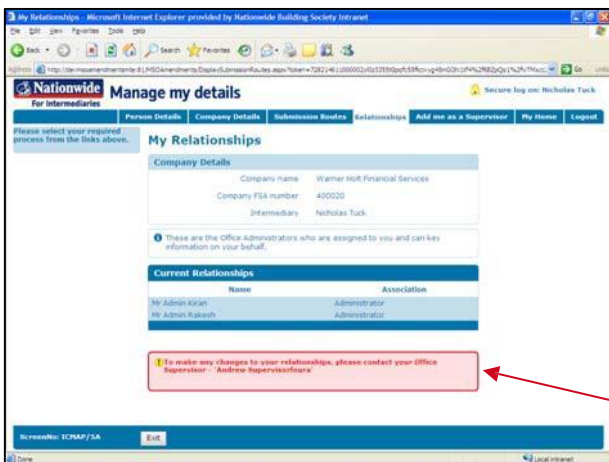 My Relationships - Microsoft Internet Explorer provided by Nationwide Building Society Intranet
File Edit View Favorites Tools Help
Back Search Favorites
Address Go Links
Nationwide
For Intermediaries
Manage my details
Secure log on: Nicholas Tuck
Person Details Company Details Submission Routes Relationships Add me as a Supervisor My Home Logout
Please select your required
process from the links above.
My Relationships
Company Details
Company name Warner Holt Financial Services
Company FSA number 400020
Intermediary Nicholas Tuck
These are the Office Administrators who are assigned to you and can key
information on your behalf.
Current Relationships
Name Association
Mr Admin Kiran Administrator
Mr Admin Rakesh Administrator
To make any changes to your relationships, please contact your Office
Supervisor - 'Andrew Supervisorfoura'
ScreenNo: ICMAP/5A Exit
Done Local intranet